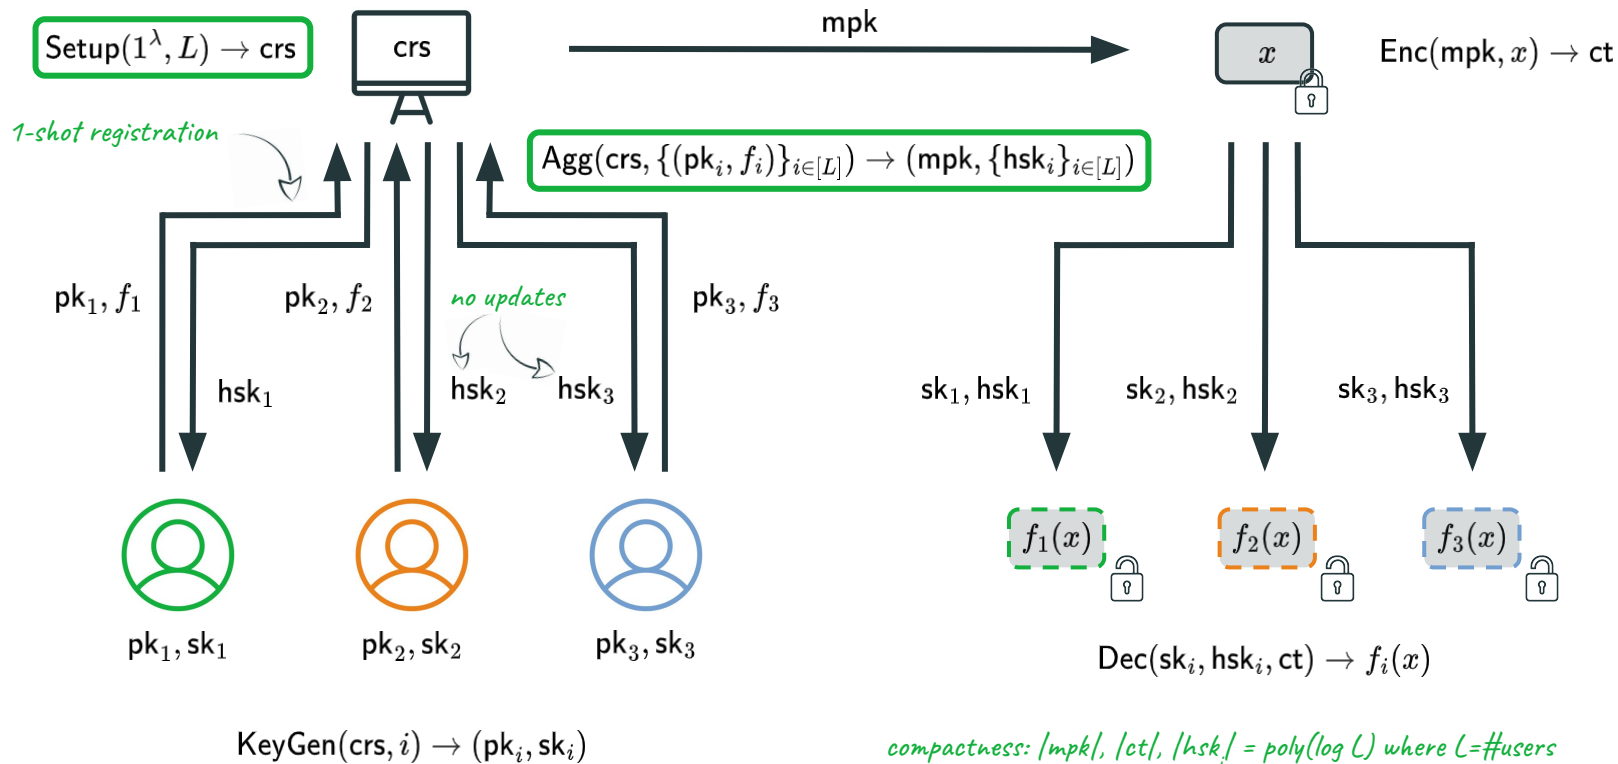 mpk
Setup(1^λ, L) → crs
crs
x
Enc(mpk, x) → ct
1-shot registration
Agg(crs, {(pk_i, f_i)}_{i∈[L]}) → (mpk, {hsk_i}_{i∈[L]})
pk_1, f_1
pk_2, f_2
no updates
pk_3, f_3
hsk_1
hsk_2
hsk_3
sk_1, hsk_1
sk_2, hsk_2
sk_3, hsk_3
f_1(x)
f_2(x)
f_3(x)
pk_1, sk_1
pk_2, sk_2
pk_3, sk_3
Dec(sk_i, hsk_i, ct) → f_i(x)
KeyGen(crs, i) → (pk_i, sk_i)
compactness: |mpk|, |ct|, |hsk_i| = poly(log L) where L=#users